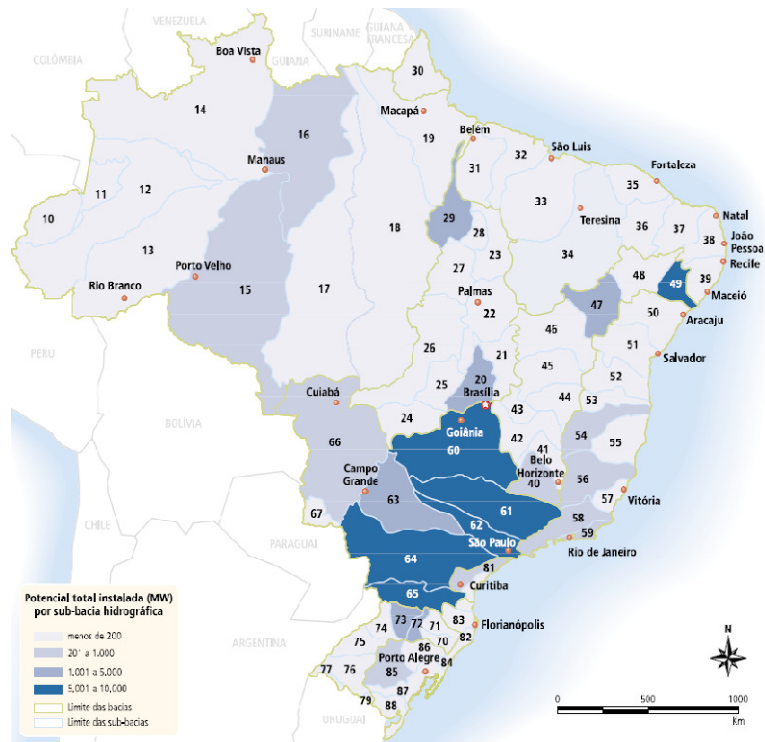 VENEZUELA
SURINAME
GUIANA
FRANCESA
COLÔMBIA
Boa Vista
GUIANA
30
14
Macapá
16
19
Belém
32
São Luis
Manaus
31
Fortaleza
35
11
12
10
33
Teresina
18
29
36
37
Natal
28
38
João
Pessoa
13
23
34
Recife
Porto Velho
27
48
49
39
Rio Branco
15
17
Palmas
47
Maceió
22
50
Aracaju
46
PERU
26
21
51
Salvador
20
45
52
25
Brasília
Cuiabá
44
53
24
43
BOLÍVIA
Goiânia
66
42
54
55
60
41
Belo
Horizonte
Campo
Grande
40
56
63
57
Vitória
67
61
62
58
CHILE
São Paulo
59
PARAGUAI
Rio de Janeiro
64
81
Curitiba
65
Potencial total instalada (MW)
por sub-bacia hidrográfica
menos de 200
201 a 1,000
1,001 a 5,000
5,001 a 10,000
Límite das bacias
Límite das sub-bacias
73
72
83
74
71
Florianópolis
82
ARGENTINA
75
70
86
Porto Alegre
84
77
76
85
87
79
88
URUGUAI
N
0
500
1000
Km